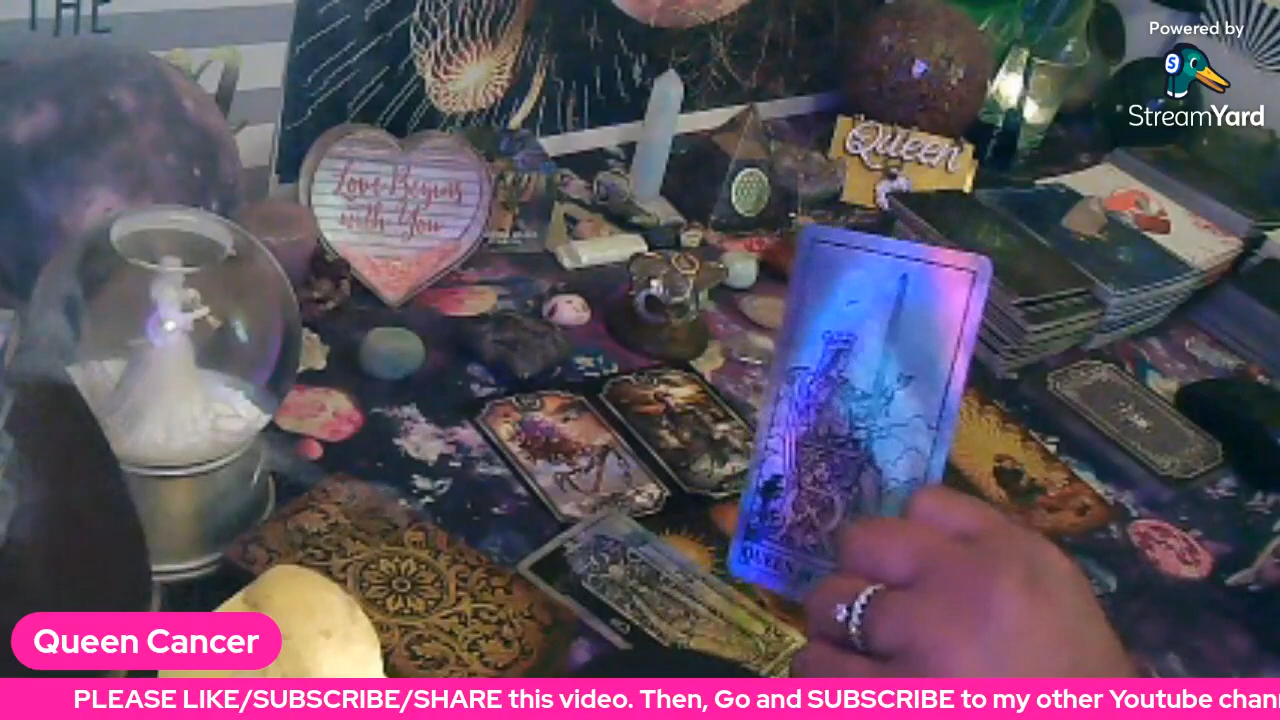 THE
Powered by
StreamYard
Queen
Love Begins
with You
QUEEN
Queen Cancer
PLEASE LIKE/SUBSCRIBE/SHARE this video. Then, Go and SUBSCRIBE to my other Youtube chan